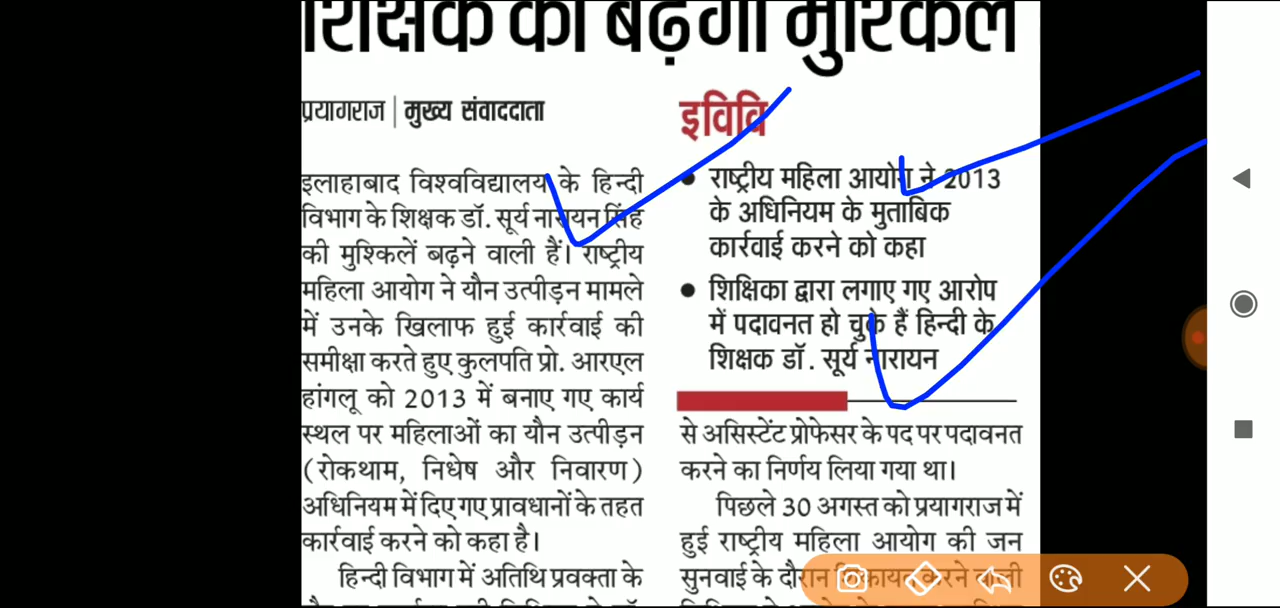 शिक्षक की बढ़ेगी मुश्किल
प्रयागराज | मुख्य संवाददाता
इलाहाबाद विश्वविद्यालय के हिन्दी
विभाग के शिक्षक डॉ. सूर्य नारायन सिंह
की मुश्किलें बढ़ने वाली हैं। राष्ट्रीय
महिला आयोग ने यौन उत्पीड़न मामले
में उनके खिलाफ हुई कार्रवाई की
समीक्षा करते हुए कुलपति प्रो. आरएल
हांगलू को 2013 में बनाए गए कार्य
स्थल पर महिलाओं का यौन उत्पीड़न
(रोकथाम, निधेष और निवारण)
अधिनियम में दिए गए प्रावधानों के तहत
कार्रवाई करने को कहा है।
हिन्दी विभाग में अतिथि प्रवक्ता के
इविवि
• राष्ट्रीय महिला आयोग ने 2013
के अधिनियम के मुताबिक
कार्रवाई करने को कहा
• शिक्षिका द्वारा लगाए गए आरोप
में पदावनत हो चुके हैं हिन्दी के
शिक्षक डॉ. सूर्य नारायन
से असिस्टेंट प्रोफेसर के पद पर पदावनत
करने का निर्णय लिया गया था।
पिछले 30 अगस्त को प्रयागराज में
हुई राष्ट्रीय महिला आयोग की जन
सुनवाई के दौरान शिकायत करने वाली